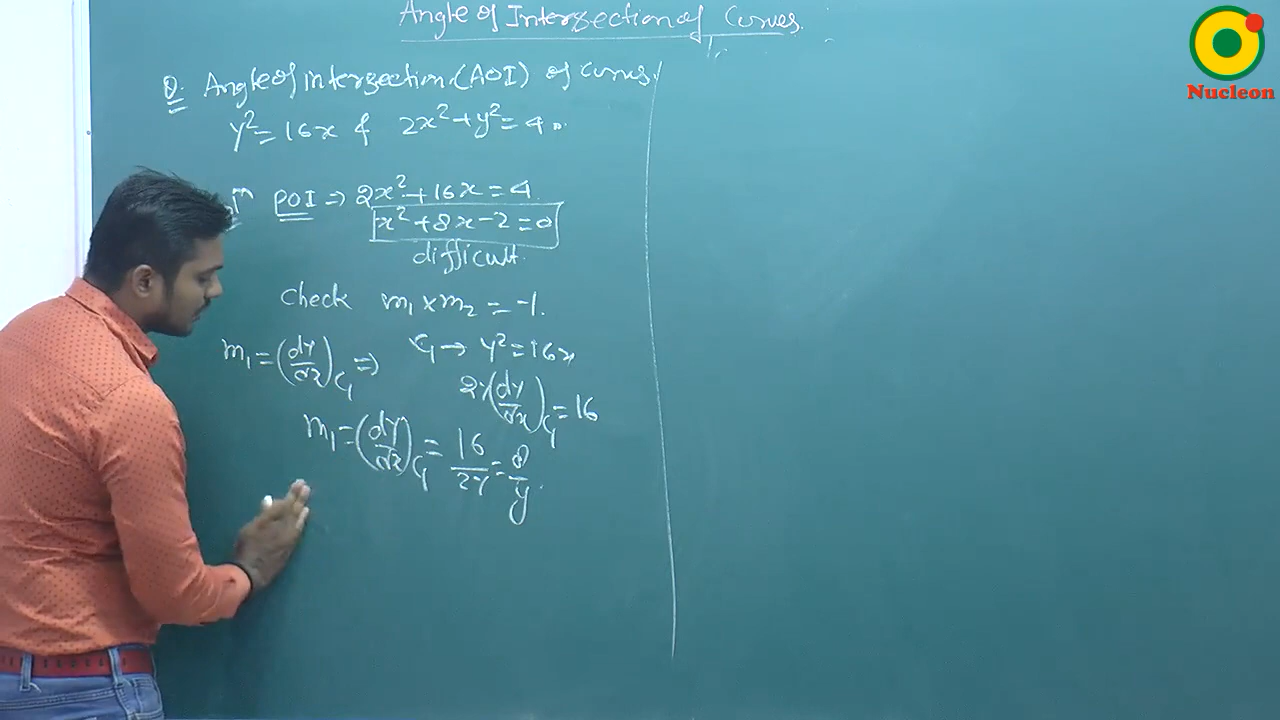 Angle of Intersection of Curves.
Nucleon
Q. Angle of intersection (AOI) of curves.
y² = 16x & 2x² + y² = 4.
POI ⇒ 2x² + 16x = 4
x² + 8x - 2 = 0
difficult.
Check m₁ × m₂ = -1.
m₁ = (dy/dx)C₁ ⇒ C₁ → y² = 16x
2y(dy/dx)C₁ = 16
m₁ = (dy/dx)C₁ = 16/2y = 8/y.